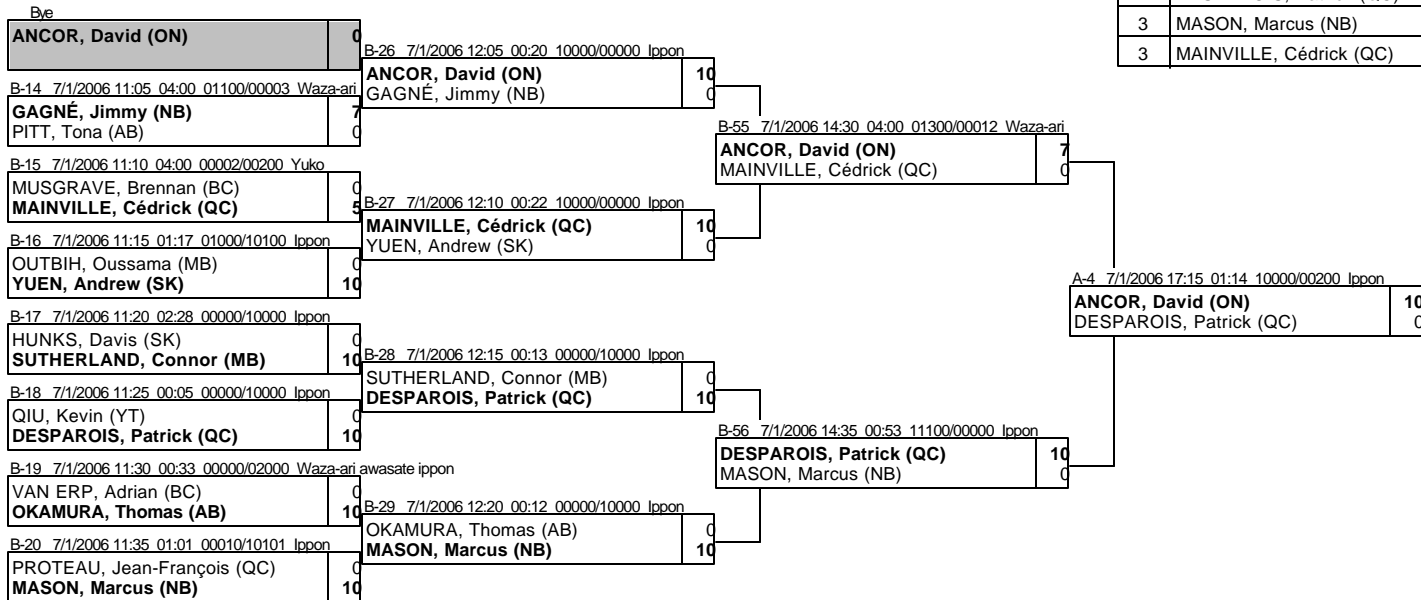 3 MASON, Marcus (NB)
3 MAINVILLE, Cédrick (QC)
Bye
ANCOR, David (ON) 0
B-14 7/1/2006 11:05 04:00 01100/00003 Waza-ari
GAGNÉ, Jimmy (NB) 7
PITT, Tona (AB) 0
B-15 7/1/2006 11:10 04:00 00002/00200 Yuko
MUSGRAVE, Brennan (BC) 0
MAINVILLE, Cédrick (QC) 5
B-16 7/1/2006 11:15 01:17 01000/10100 Ippon
OUTBIH, Oussama (MB) 0
YUEN, Andrew (SK) 10
B-17 7/1/2006 11:20 02:28 00000/10000 Ippon
HUNKS, Davis (SK) 0
SUTHERLAND, Connor (MB) 10
B-18 7/1/2006 11:25 00:05 00000/10000 Ippon
QIU, Kevin (YT) 0
DESPAROIS, Patrick (QC) 10
B-19 7/1/2006 11:30 00:33 00000/02000 Waza-ari awasate ippon
VAN ERP, Adrian (BC) 0
OKAMURA, Thomas (AB) 10
B-20 7/1/2006 11:35 01:01 00010/10101 Ippon
PROTEAU, Jean-François (QC) 0
MASON, Marcus (NB) 10
B-26 7/1/2006 12:05 00:20 10000/00000 Ippon
ANCOR, David (ON) 10
GAGNÉ, Jimmy (NB) 0
B-27 7/1/2006 12:10 00:22 10000/00000 Ippon
MAINVILLE, Cédrick (QC) 10
YUEN, Andrew (SK) 0
B-28 7/1/2006 12:15 00:13 00000/10000 Ippon
SUTHERLAND, Connor (MB) 0
DESPAROIS, Patrick (QC) 10
B-29 7/1/2006 12:20 00:12 00000/10000 Ippon
OKAMURA, Thomas (AB) 0
MASON, Marcus (NB) 10
B-55 7/1/2006 14:30 04:00 01300/00012 Waza-ari
ANCOR, David (ON) 7
MAINVILLE, Cédrick (QC) 0
B-56 7/1/2006 14:35 00:53 11100/00000 Ippon
DESPAROIS, Patrick (QC) 10
MASON, Marcus (NB) 0
A-4 7/1/2006 17:15 01:14 10000/00200 Ippon
ANCOR, David (ON) 10
DESPAROIS, Patrick (QC) 0